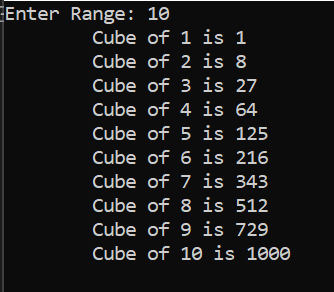 Enter Range: 10
Cube of 1 is 1
Cube of 2 is 8
Cube of 3 is 27
Cube of 4 is 64
Cube of 5 is 125
Cube of 6 is 216
Cube of 7 is 343
Cube of 8 is 512
Cube of 9 is 729
Cube of 10 is 1000